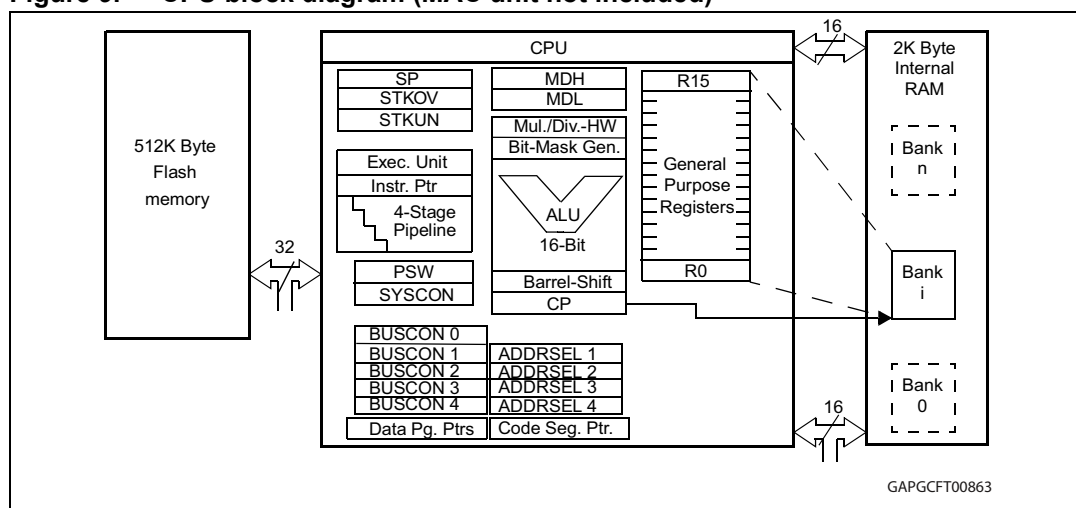 512K Byte
Flash
memory
32
CPU
SP
STKOV
STKUN
Exec. Unit
Instr. Ptr
4-Stage
Pipeline
PSW
SYSCON
BUSCON 0
BUSCON 1
BUSCON 2
BUSCON 3
BUSCON 4
Data Pg. Ptrs
MDH
MDL
Mul./Div.-HW
Bit-Mask Gen.
ALU
16-Bit
Barrel-Shift
CP
ADDRSEL 1
ADDRSEL 2
ADDRSEL 3
ADDRSEL 4
Code Seg. Ptr.
R15
General
Purpose
Registers
R0
16
16
2K Byte
Internal
RAM
Bank
n
Bank
i
Bank
0
GAPGCFT00863